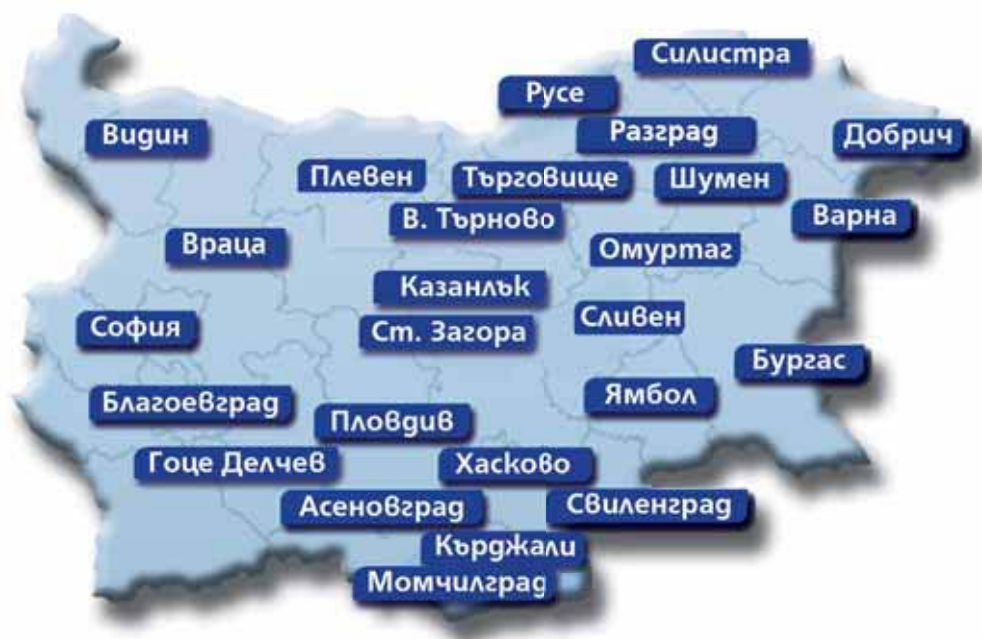 Силистра
Русе
Видин
Разград
Добрич
Плевен
Търговище
Шумен
В. Търново
Варна
Враца
Омуртаг
Казанлък
София
Ст. Загора
Сливен
Бургас
Благоевград
Ямбол
Пловдив
Гоце Делчев
Хасково
Асеновград
Свиленград
Кърджали
Момчилград